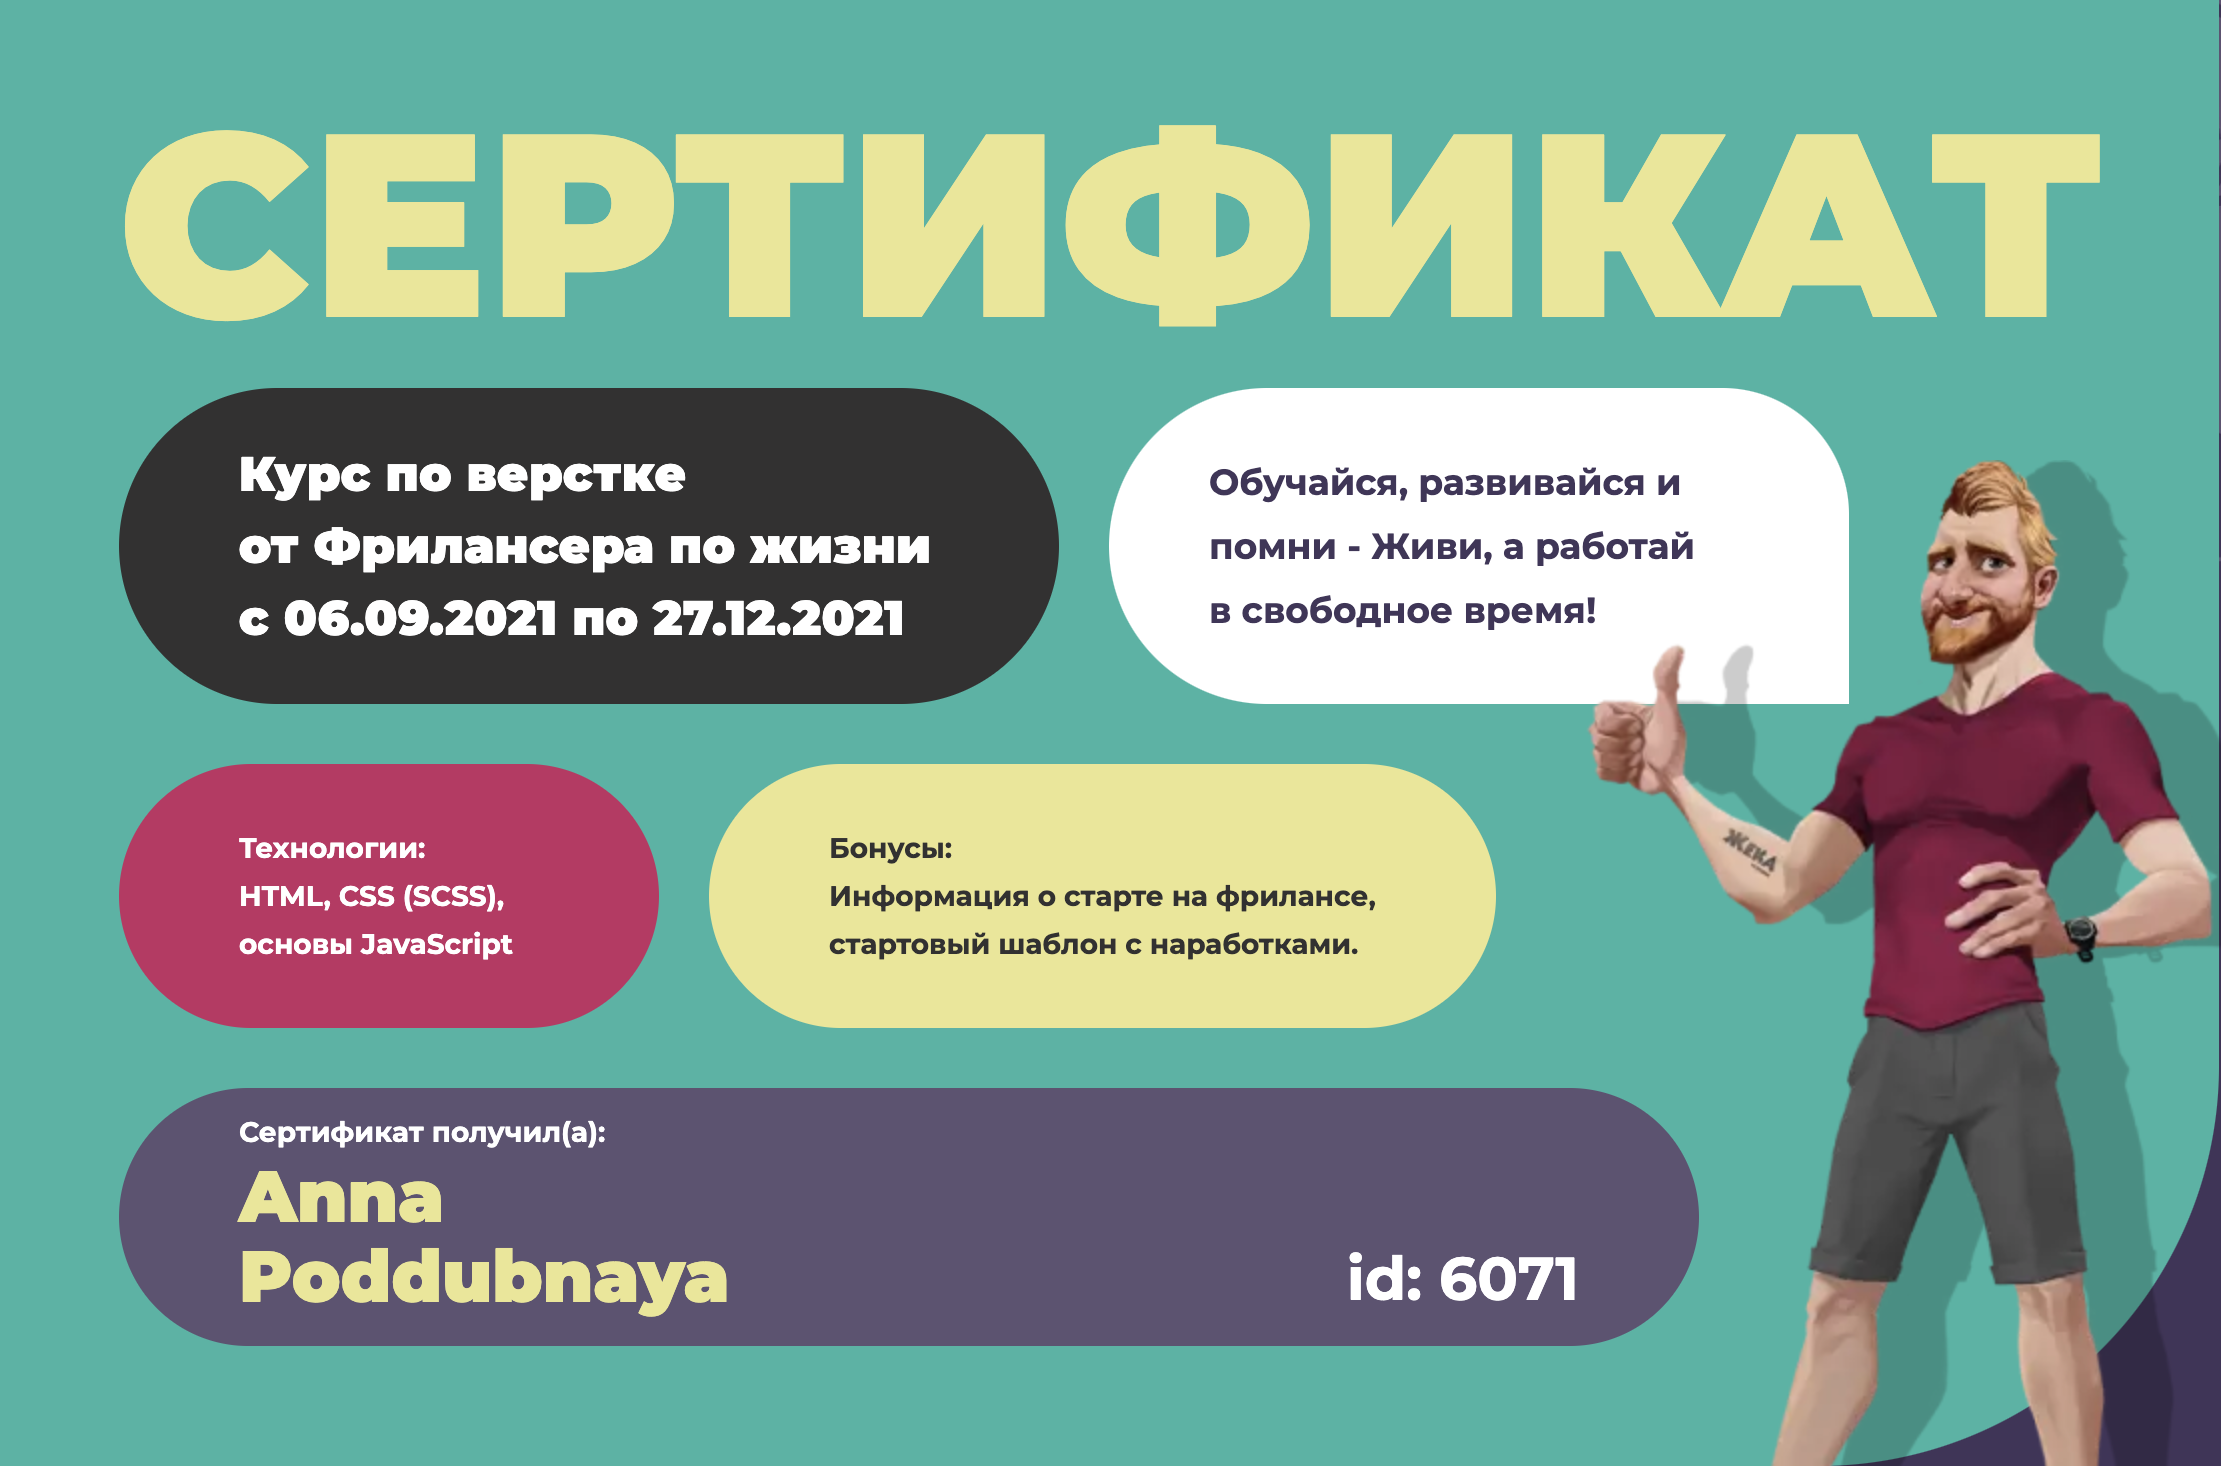 СЕРТИФИКАТ
Курс по верстке
от Фрилансера по жизни
с 06.09.2021 по 27.12.2021
Обучайся, развивайся и
помни - Живи, а работай
в свободное время!
Технологии:
HTML, CSS (SCSS),
основы JavaScript
Бонусы:
Информация о старте на фрилансе,
стартовый шаблон с наработками.
ЖЕКА
Сертификат получил(а):
Anna
Poddubnaya
id: 6071